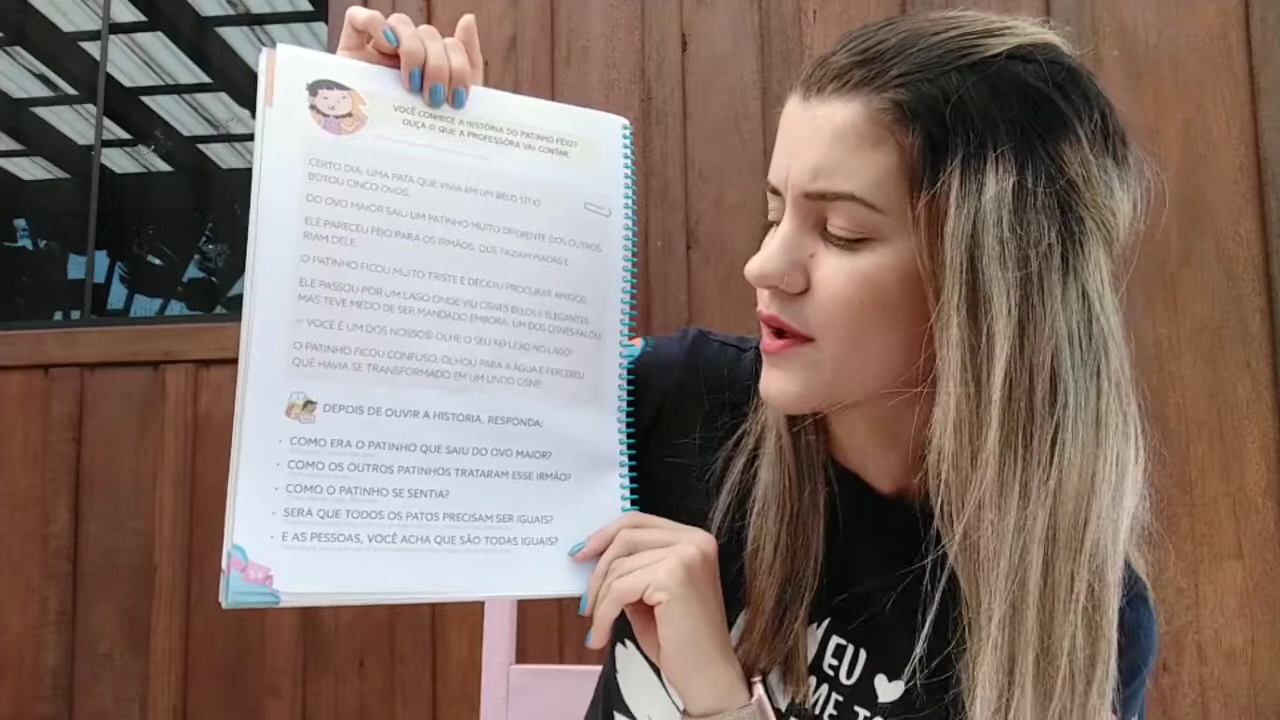 VOCÊ CONHECE A HISTÓRIA DO PATINHO FEIO?
OUÇA O QUE A PROFESSORA VAI CONTAR.
CERTO DIA, UMA PATA QUE VIVIA EM UM BELO SÍTIO
BOTOU CINCO OVOS.
DO OVO MAIOR SAIU UM PATINHO MUITO DIFERENTE DOS OUTROS.
ELE PARECEU FEIO PARA OS IRMÃOS, QUE FAZIAM PIADAS E
RIAM DELE.
O PATINHO FICOU MUITO TRISTE E DECIDIU PROCURAR AMIGOS.
ELE PASSOU POR UM LAGO ONDE VIU CISNES BELOS E ELEGANTES,
MAS TEVE MEDO DE SER MANDADO EMBORA. UM DOS CISNES FALOU:
— VOCÊ É UM DOS NOSSOS! OLHE O SEU REFLEXO NO LAGO!
O PATINHO FICOU CONFUSO, OLHOU PARA A ÁGUA E PERCEBEU
QUE HAVIA SE TRANSFORMADO EM UM LINDO CISNE!
DEPOIS DE OUVIR A HISTÓRIA, RESPONDA:
• COMO ERA O PATINHO QUE SAIU DO OVO MAIOR?
• COMO OS OUTROS PATINHOS TRATARAM ESSE IRMÃO?
• COMO O PATINHO SE SENTIA?
• SERÁ QUE TODOS OS PATOS PRECISAM SER IGUAIS?
• E AS PESSOAS, VOCÊ ACHA QUE SÃO TODAS IGUAIS?
EU
ME